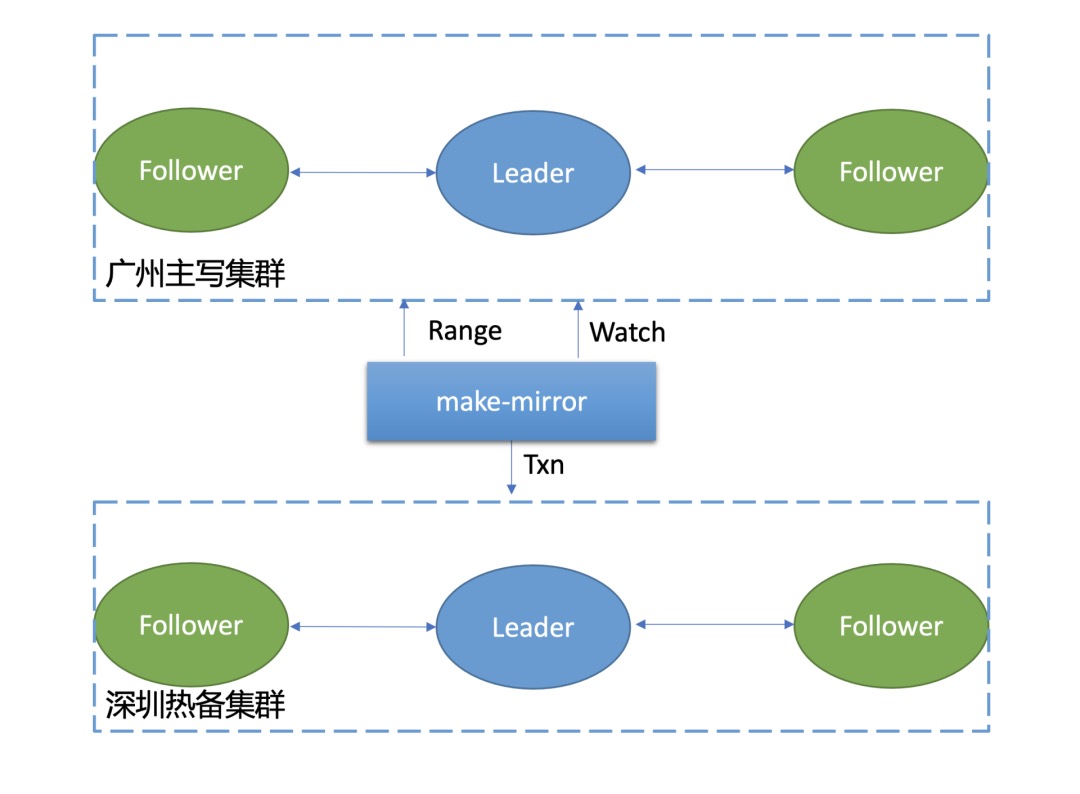 Follower
Leader
Follower
广州主写集群
Range
Watch
make-mirror
Txn
Follower
Leader
Follower
深圳热备集群